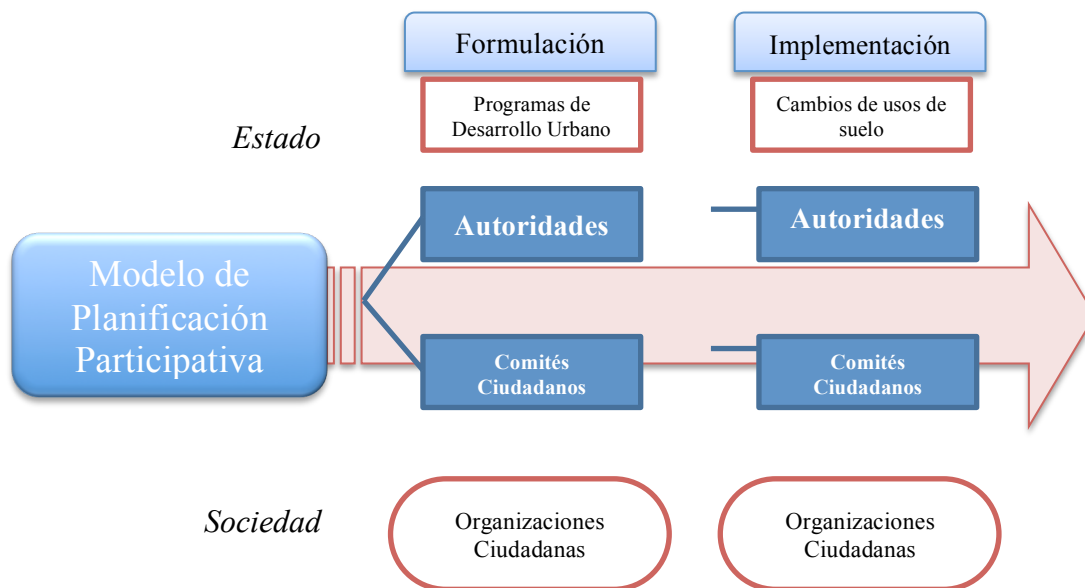 Formulación
Implementación
Programas de
Desarrollo Urbano
Cambios de usos de
suelo
Estado
Autoridades
Autoridades
Modelo de
Planificación
Participativa
Comités
Ciudadanos
Comités
Ciudadanos
Sociedad
Organizaciones
Ciudadanas
Organizaciones
Ciudadanas